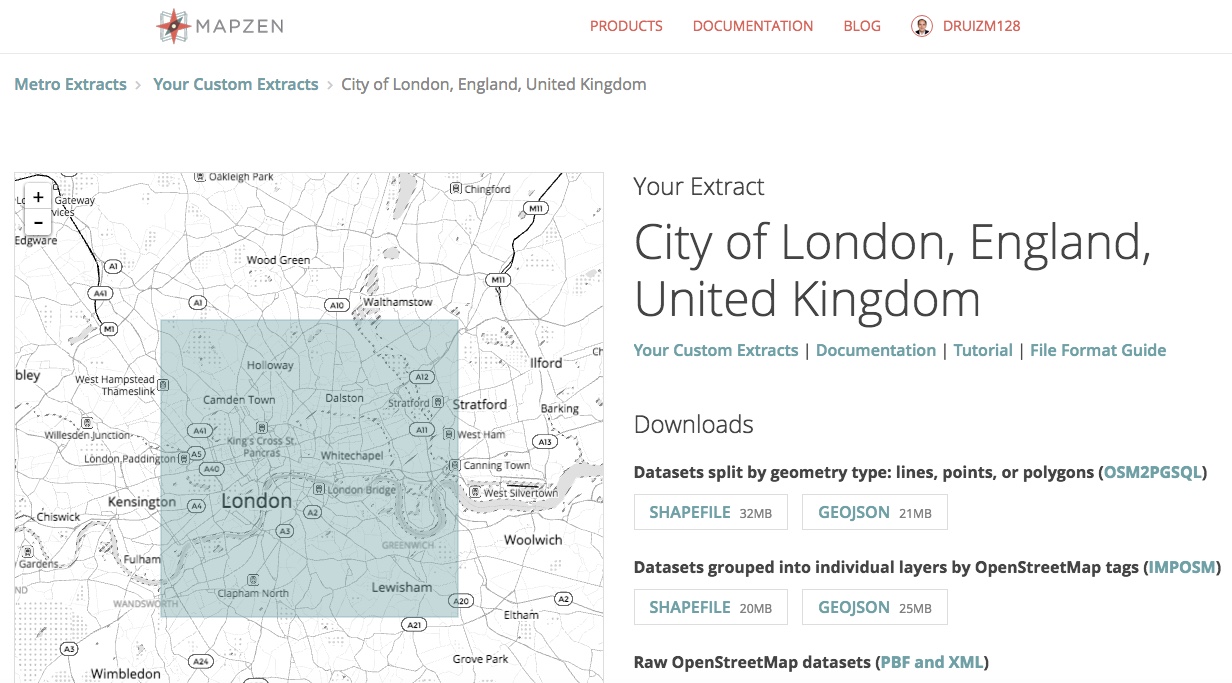 MAPZEN
PRODUCTS DOCUMENTATION BLOG DRUIZM128
Metro Extracts › Your Custom Extracts › City of London, England, United Kingdom
+
-
Oakleigh Park
Chingford
Gateway
vices
M11
Edgware
Wood Green
A1
M11
A41
A1
A10
Walthamstow
M1
Ilford
Holloway
bley
West Hampstead
Thameslink
A12
Camden Town
Dalston
Stratford
Stratford
Barking
A41
King's Cross St.
Pancras
A11
West Ham
A13
Willesden Junction
London Paddington
A5
Whitechapel
A40
Canning Town
Kensington
A4
London
London Bridge
A2
West Silvertown
Chiswick
A3
GREENWICH
Woolwich
Gardens
Fulham
Clapham North
Lewisham
ND
WANDSWORTH
A20
A2
Eltham
A21
A3
A24
Grove Park
Wimbledon
Your Extract
City of London, England,
United Kingdom
Your Custom Extracts | Documentation | Tutorial | File Format Guide
Downloads
Datasets split by geometry type: lines, points, or polygons (OSM2PGSQL)
SHAPEFILE 32MB GEOJSON 21MB
Datasets grouped into individual layers by OpenStreetMap tags (IMPOSM)
SHAPEFILE 20MB GEOJSON 25MB
Raw OpenStreetMap datasets (PBF and XML)